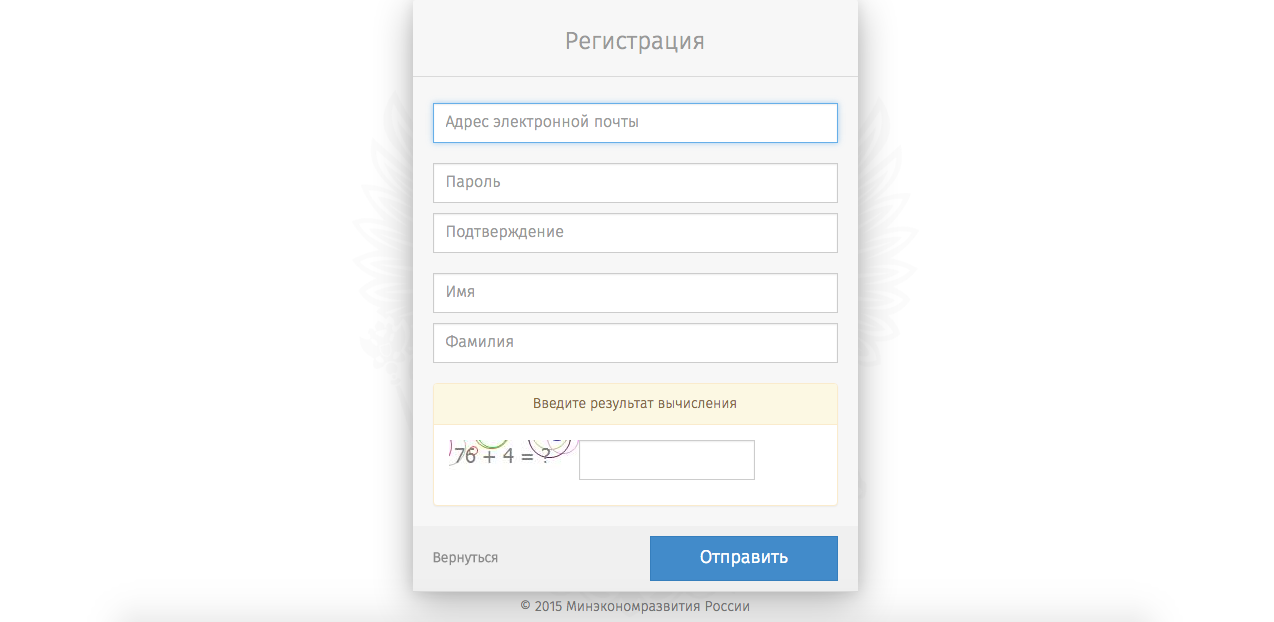 Регистрация
Адрес электронной почты
Пароль
Подтверждение
Имя
Фамилия
Введите результат вычисления
76 + 4 = ?
Вернуться
Отправить
© 2015 Минэкономразвития России